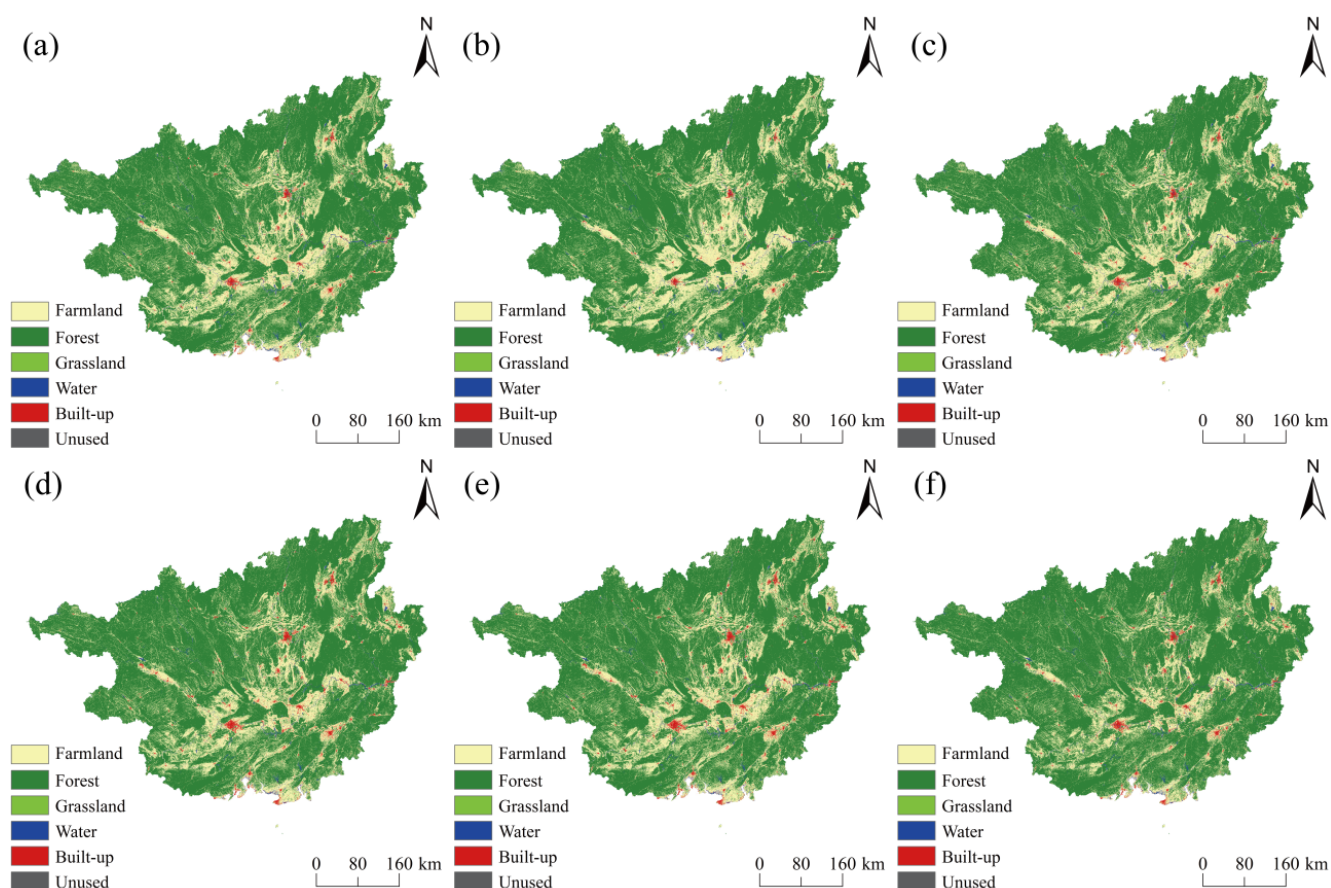 (a)
N
Farmland
Forest
Grassland
Water
Built-up
Unused
0 80 160 km
(b)
N
Farmland
Forest
Grassland
Water
Built-up
Unused
0 80 160 km
(c)
N
Farmland
Forest
Grassland
Water
Built-up
Unused
0 80 160 km
(d)
N
Farmland
Forest
Grassland
Water
Built-up
Unused
0 80 160 km
(e)
N
Farmland
Forest
Grassland
Water
Built-up
Unused
0 80 160 km
(f)
N
Farmland
Forest
Grassland
Water
Built-up
Unused
0 80 160 km